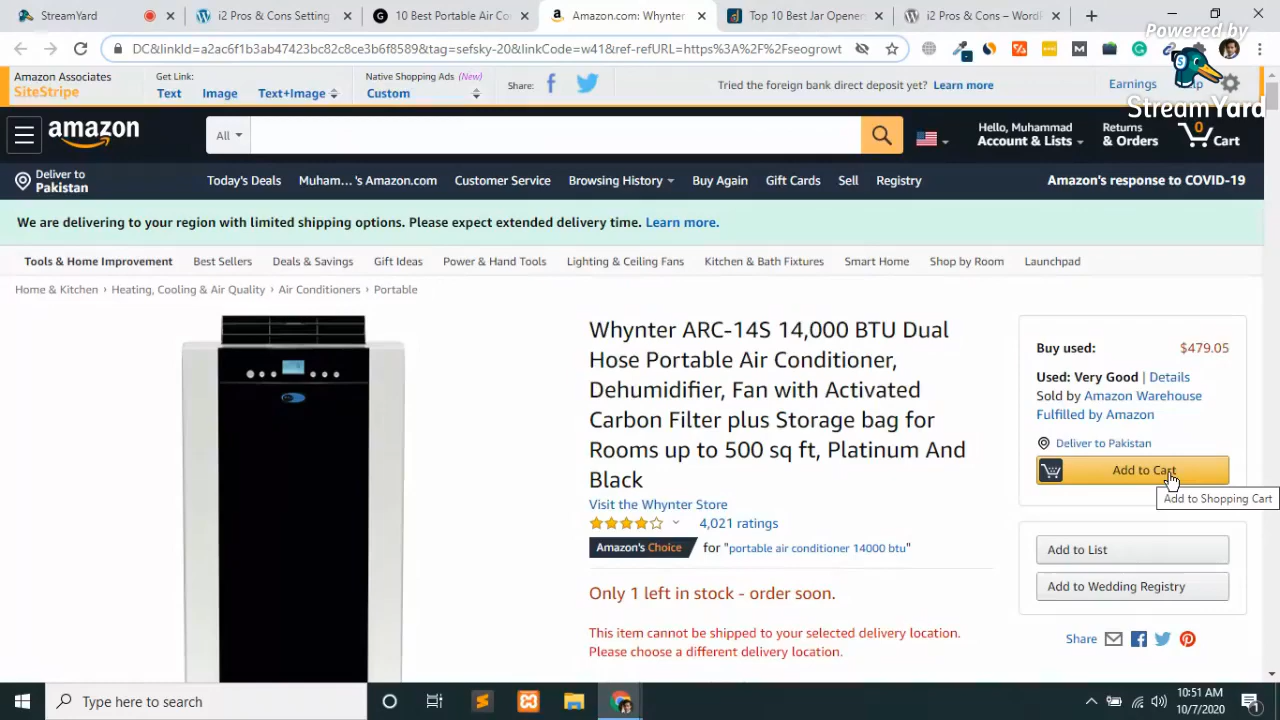 StreamYard
i2 Pros & Cons Setting
10 Best Portable Air Co
Amazon.com: Whynter
Top 10 Best Jar Opener
i2 Pros & Cons – WordP
Powered by
StreamYard
DC&linkId=a2ac6f1b3ab47423bc82c8ce3b6f8589&tag=sefsky-20&linkCode=w41&ref-refURL=https%3A%2F%2Fseogrowt
Amazon Associates
SiteStripe
Get Link:
Text
Image
Text+Image
Native Shopping Ads (New)
Custom
Share:
Tried the foreign bank direct deposit yet? Learn more
Earnings
amazon
All
Hello, Muhammad
Account & Lists
Returns
& Orders
0
Cart
Deliver to
Pakistan
Today's Deals
Muham... 's Amazon.com
Customer Service
Browsing History
Buy Again
Gift Cards
Sell
Registry
Amazon's response to COVID-19
We are delivering to your region with limited shipping options. Please expect extended delivery time. Learn more.
Tools & Home Improvement
Best Sellers
Deals & Savings
Gift Ideas
Power & Hand Tools
Lighting & Ceiling Fans
Kitchen & Bath Fixtures
Smart Home
Shop by Room
Launchpad
Home & Kitchen › Heating, Cooling & Air Quality › Air Conditioners › Portable
Whynter ARC-14S 14,000 BTU Dual
Hose Portable Air Conditioner,
Dehumidifier, Fan with Activated
Carbon Filter plus Storage bag for
Rooms up to 500 sq ft, Platinum And
Black
Visit the Whynter Store
4,021 ratings
Amazon's Choice for "portable air conditioner 14000 btu"
Only 1 left in stock - order soon.
This item cannot be shipped to your selected delivery location.
Please choose a different delivery location.
Buy used: $479.05
Used: Very Good | Details
Sold by Amazon Warehouse
Fulfilled by Amazon
Deliver to Pakistan
Add to Cart
Add to Shopping Cart
Add to List
Add to Wedding Registry
Share
Type here to search
10:51 AM
10/7/2020
1